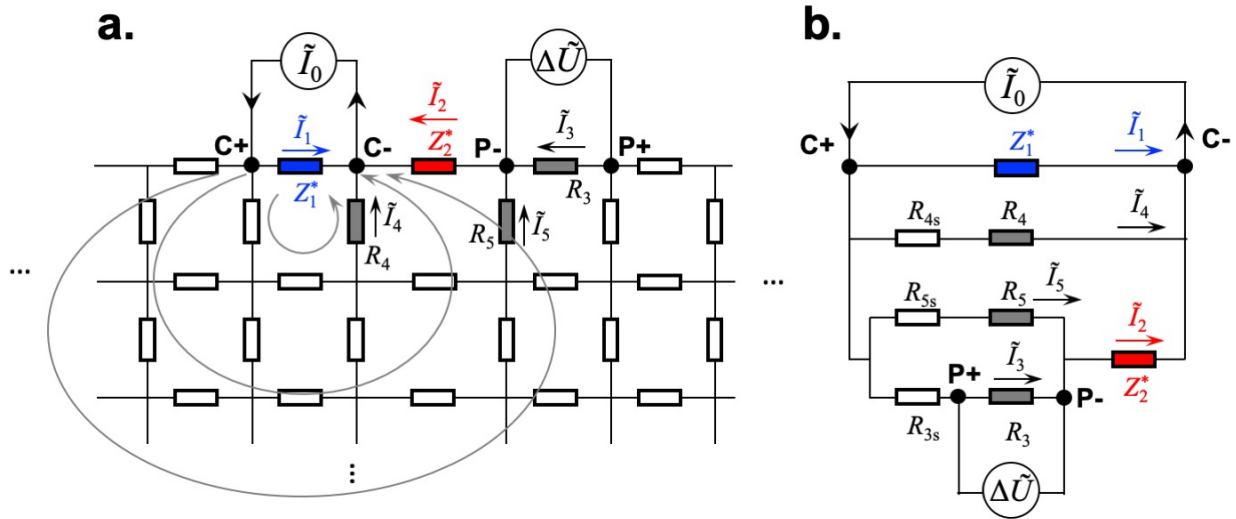 a.
Ĩ₀
ΔŨ
C+
Ĩ₁
Z₁*
C-
Ĩ₂
Z₂*
P-
Ĩ₃
R₃
P+
Ĩ₄
R₄
R₅
Ĩ₅
...
...
...
b.
Ĩ₀
C+
Z₁*
Ĩ₁
C-
R₄ₛ
R₄
Ĩ₄
R₅ₛ
R₅
Ĩ₅
Ĩ₂
Z₂*
P+
Ĩ₃
P-
R₃ₛ
R₃
ΔŨ